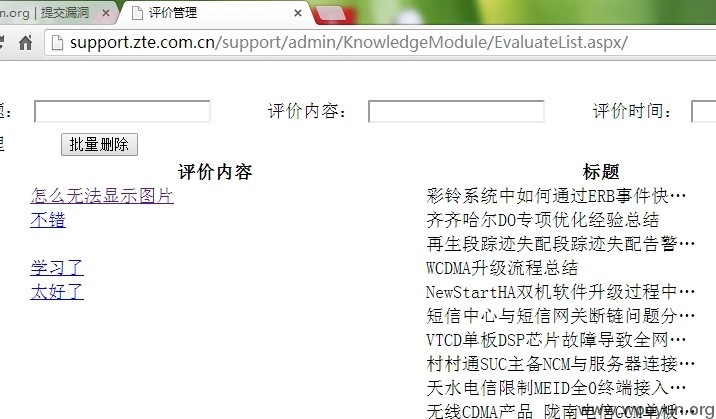 n.org | 提交漏洞
评价管理
support.zte.com.cn/support/admin/KnowledgeModule/EvaluateList.aspx/
题： 评价内容： 评价时间：
理 批量删除
评价内容 标题
怎么无法显示图片 彩铃系统中如何通过ERB事件快…
不错 齐齐哈尔DO专项优化经验总结
再生段踪迹失配段踪迹失配告警…
学习了 WCDMA升级流程总结
太好了 NewStartHA双机软件升级过程中…
短信中心与短信网关断链问题分…
VTCD单板DSP芯片故障导致全网…
村村通SUC主备NCM与服务器连接…
天水电信限制MEID全0终端接入…
无线CDMA产品 陇南电信GCM单板…